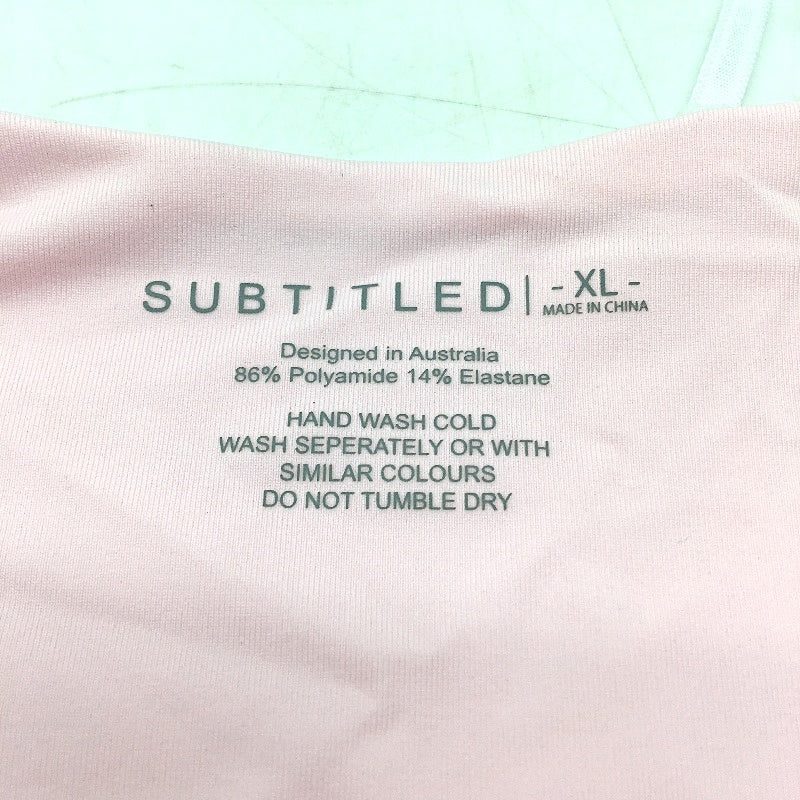 SUBTITLED | - XL -
MADE IN CHINA
Designed in Australia
86% Polyamide 14% Elastane
HAND WASH COLD
WASH SEPERATELY OR WITH
SIMILAR COLOURS
DO NOT TUMBLE DRY